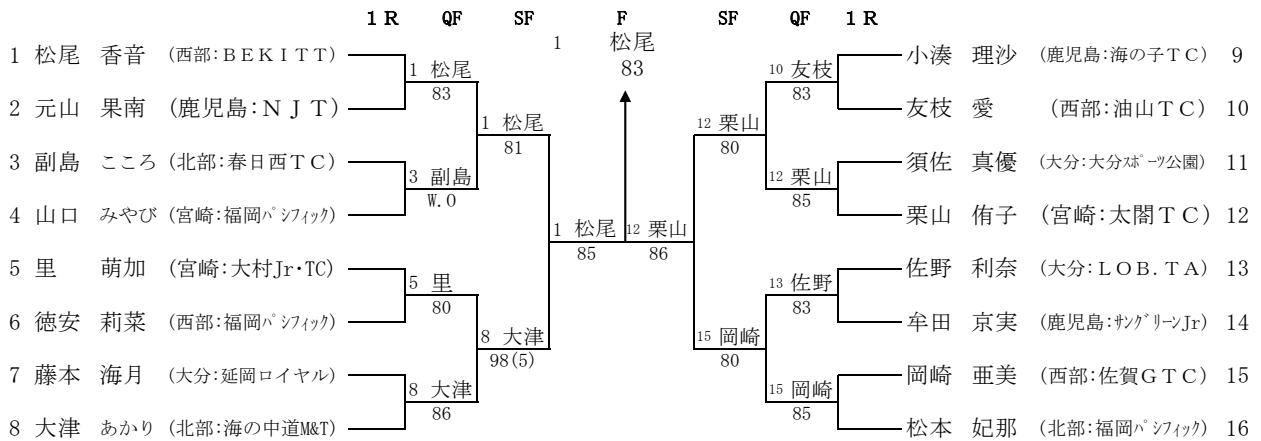 1R QF SF F SF QF 1R
1 松尾
83
1 松尾 香音 (西部:BEKITT)
2 元山 果南 (鹿児島:NJT)
3 副島 こころ (北部:春日西TC)
4 山口 みやび (宮崎:福岡パシフィック)
5 里 萌加 (宮崎:大村Jr・TC)
6 徳安 莉菜 (西部:福岡パシフィック)
7 藤本 海月 (大分:延岡ロイヤル)
8 大津 あかり (北部:海の中道M&T)
1 松尾
83
3 副島
W.O
5 里
80
8 大津
86
1 松尾
81
8 大津
98(5)
1 松尾
85
12 栗山
86
12 栗山
80
15 岡崎
80
10 友枝
83
12 栗山
85
13 佐野
83
15 岡崎
85
小湊 理沙 (鹿児島:海の子TC) 9
友枝 愛 (西部:油山TC) 10
須佐 真優 (大分:大分スポーツ公園) 11
栗山 侑子 (宮崎:太閤TC) 12
佐野 利奈 (大分:LOB.TA) 13
牟田 京実 (鹿児島:サングリーンJr) 14
岡崎 亜美 (西部:佐賀GTC) 15
松本 妃那 (北部:福岡パシフィック) 16